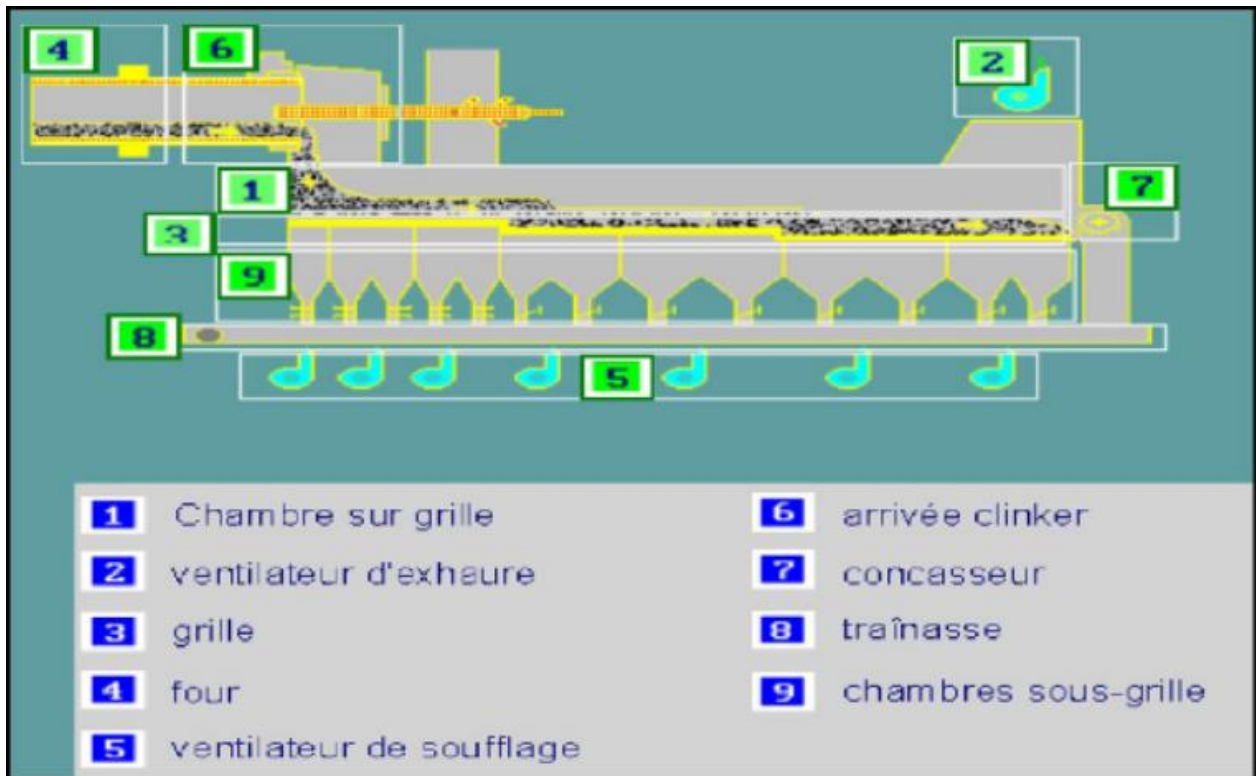 4 6 2
1 7
3
9
8
5
1 Chambre sur grille
2 ventilateur d'exhaure
3 grille
4 four
5 ventilateur de soufflage
6 arrivée clinker
7 concasseur
8 traînasse
9 chambres sous-grille